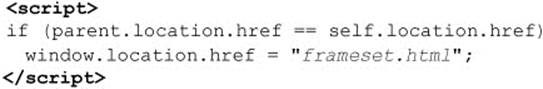 <script>
if (parent.location.href == self.location.href)
  window.location.href = "frameset.html";
</script>